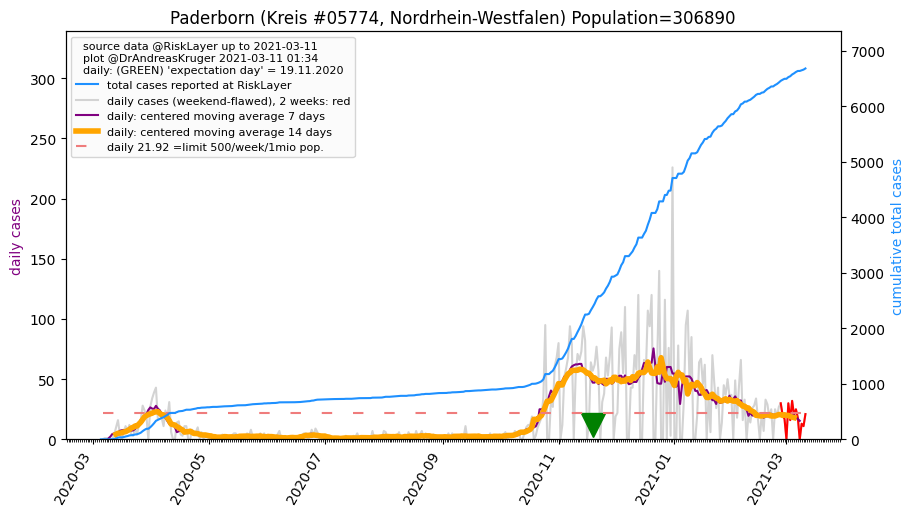 Paderborn (Kreis #05774, Nordrhein-Westfalen) Population=306890
source data @RiskLayer up to 2021-03-11
plot @DrAndreasKruger 2021-03-11 01:34
daily: (GREEN) 'expectation day' = 19.11.2020
total cases reported at RiskLayer
daily cases (weekend-flawed), 2 weeks: red
daily: centered moving average 7 days
daily: centered moving average 14 days
daily 21.92 =limit 500/week/1mio pop.
daily cases
300
250
200
150
100
50
0
7000
6000
5000
4000
3000
2000
1000
0
cumulative total cases
2020-03
2020-05
2020-07
2020-09
2020-11
2021-01
2021-03